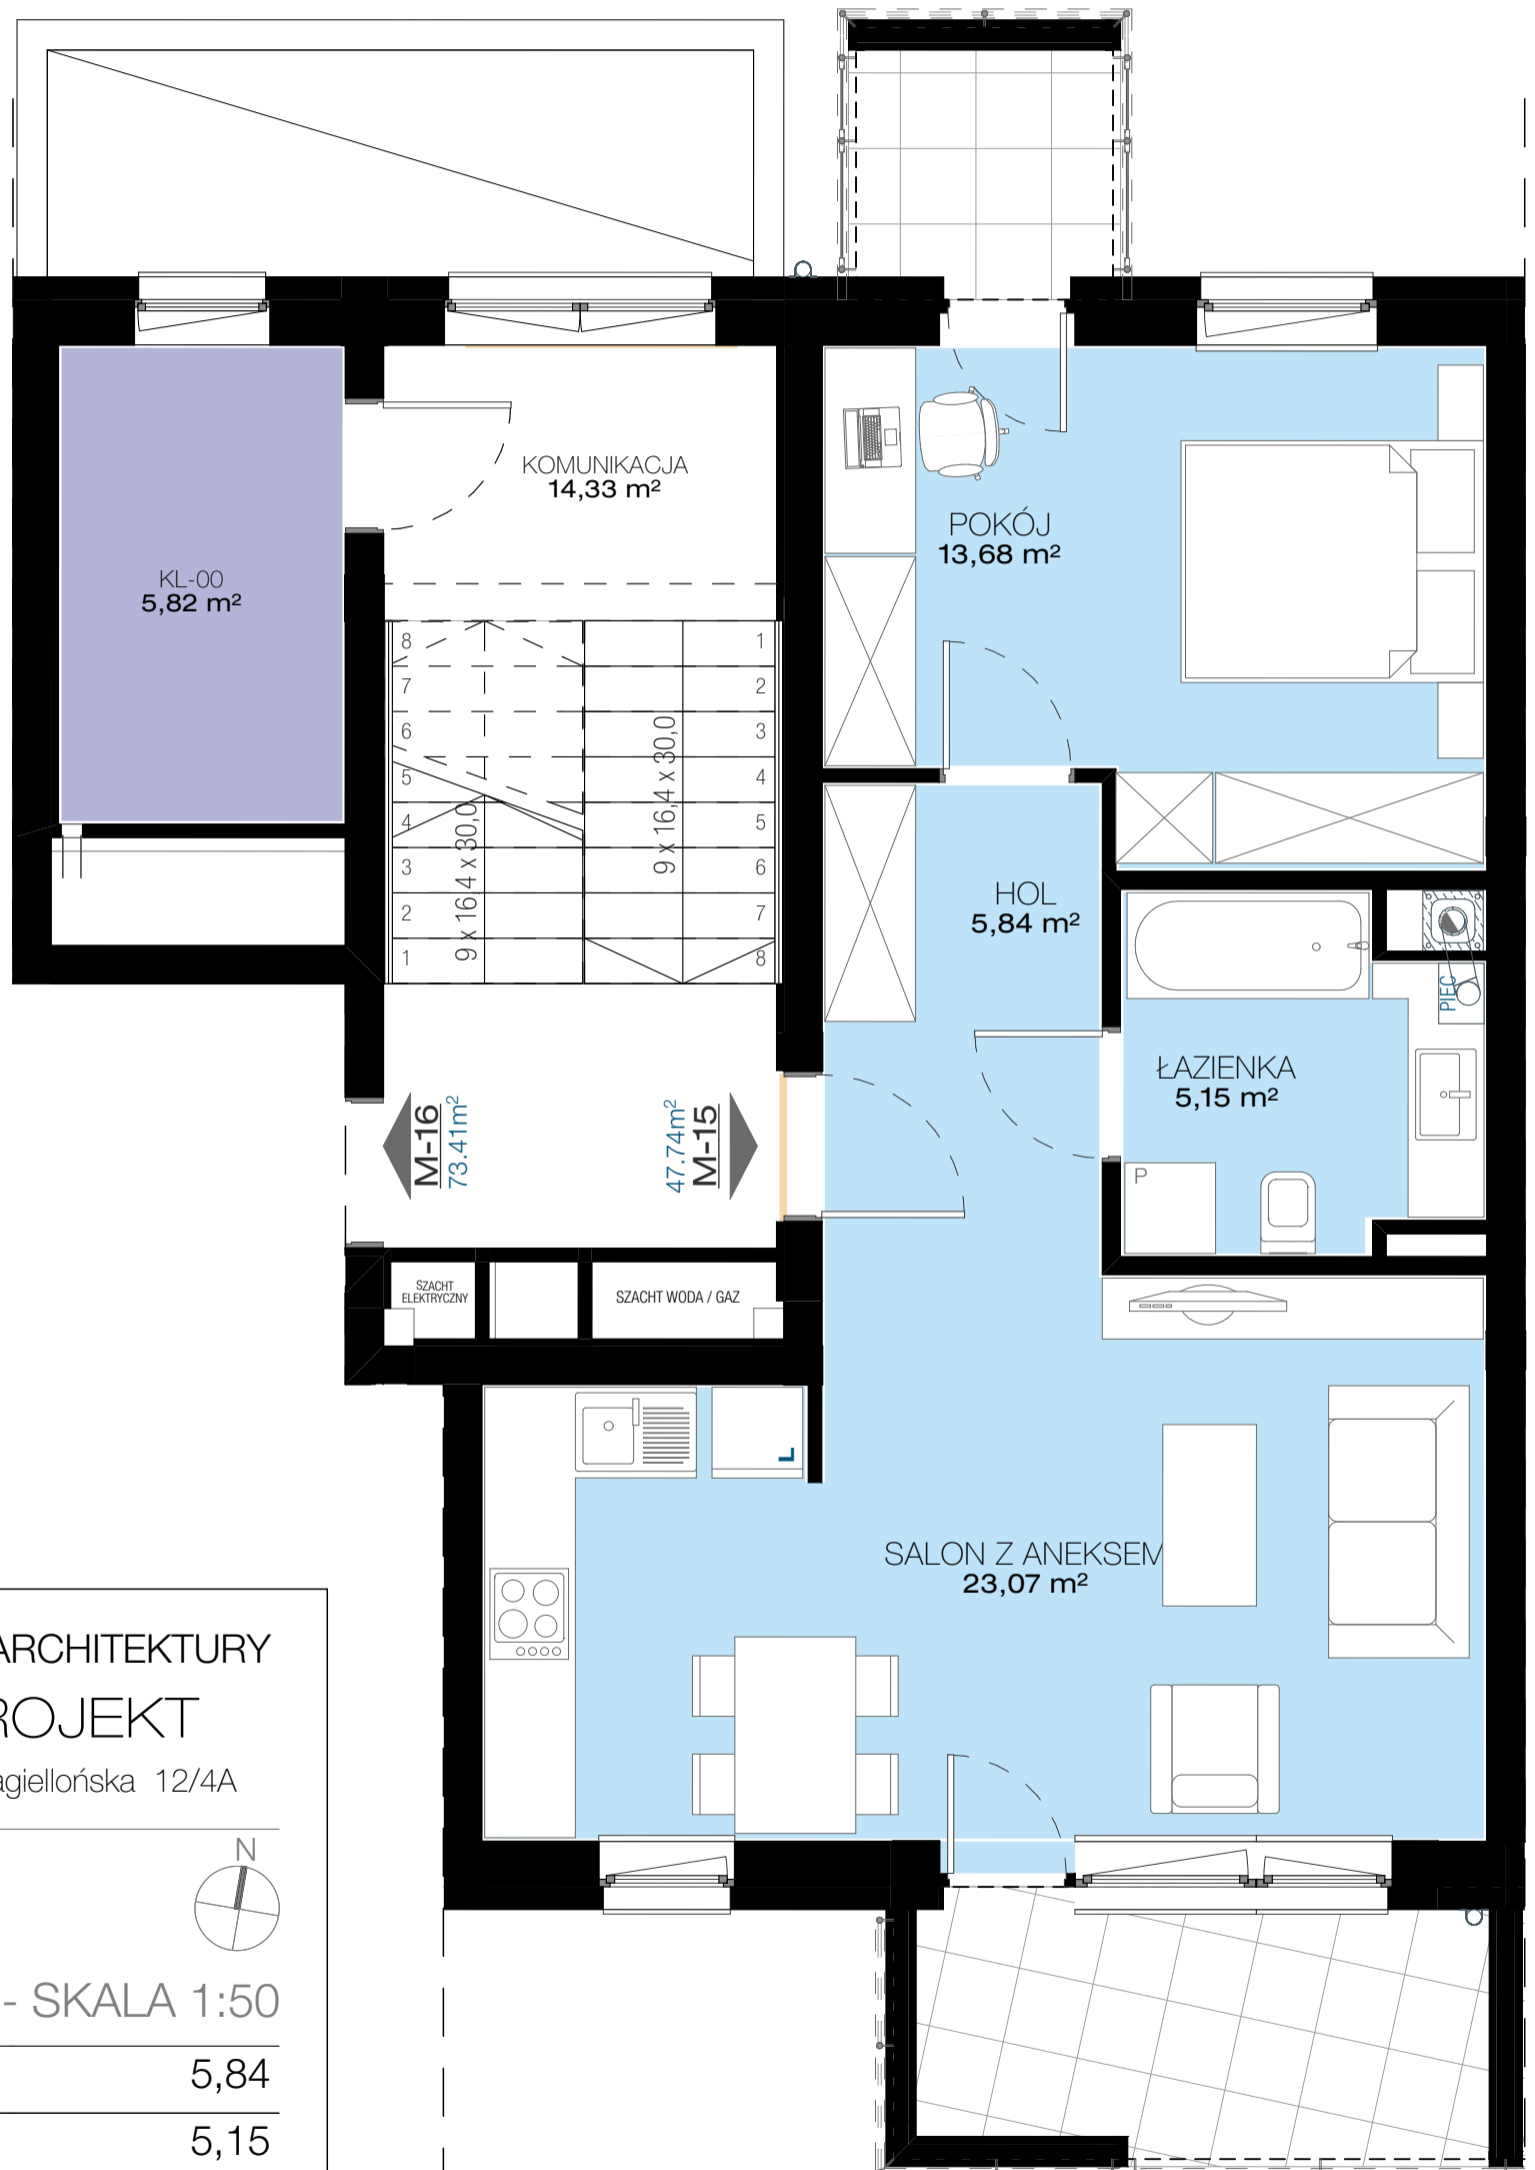 KOMUNIKACJA
14,33 m²
KL-00
5,82 m²
POKÓJ
13,68 m²
8
7
6
5
4
3
2
1
9 x 16,4 x 30,0
9 x 16,4 x 30,0
1
2
3
4
5
6
7
8
HOL
5,84 m²
PIEC
ŁAZIENKA
5,15 m²
P
M-16
73.41m²
47.74m²
M-15
SZACHT
ELEKTRYCZNY
SZACHT WODA / GAZ
L
SALON Z ANEKSEM
23,07 m²
ARCHITEKTURY
ROJEKT
agiellońska 12/4A
N
- SKALA 1:50
5,84
5,15